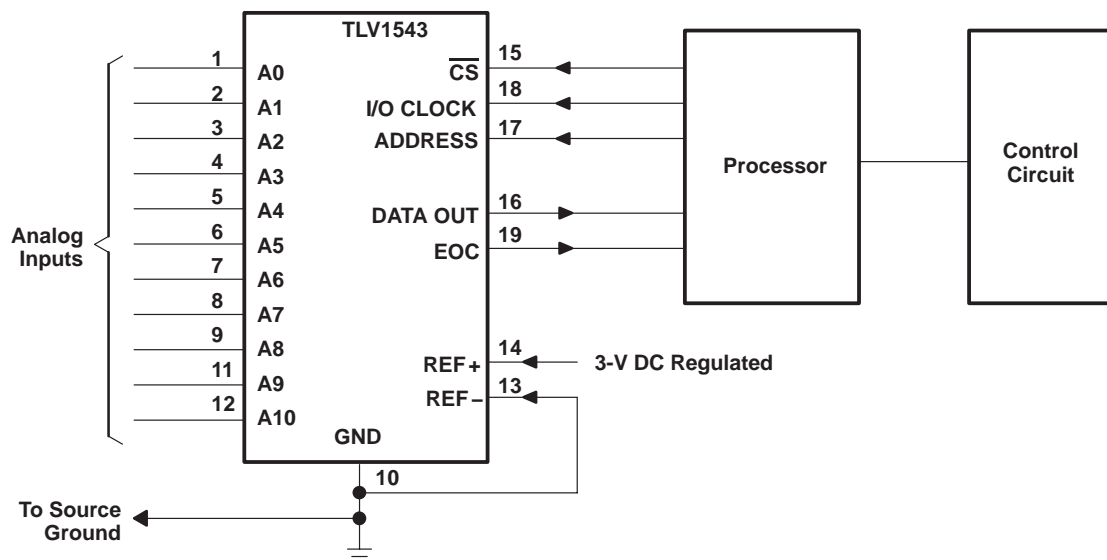 TLV1543
1
A0
2
A1
3
A2
4
A3
5
A4
6
A5
7
A6
8
A7
9
A8
11
A9
12
A10
Analog
Inputs
15
CS
18
I/O CLOCK
17
ADDRESS
16
DATA OUT
19
EOC
14
REF+
3-V DC Regulated
13
REF−
GND
10
To Source
Ground
Processor
Control
Circuit